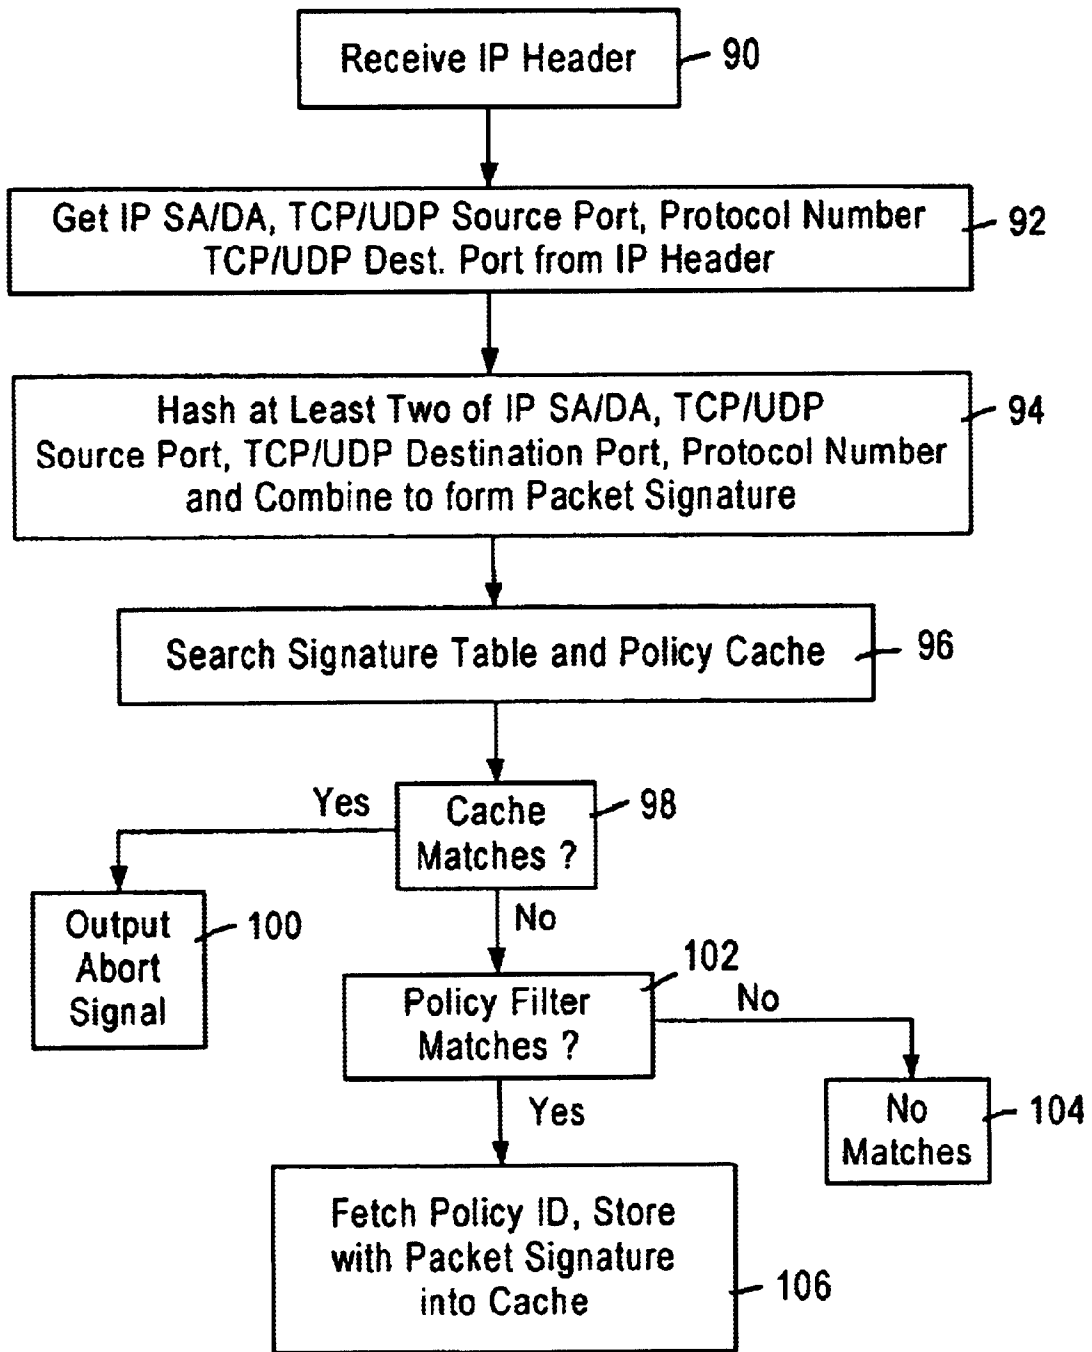 Receive IP Header
90
Get IP SA/DA, TCP/UDP Source Port, Protocol Number
TCP/UDP Dest. Port from IP Header
92
Hash at Least Two of IP SA/DA, TCP/UDP
Source Port, TCP/UDP Destination Port, Protocol Number
and Combine to form Packet Signature
94
Search Signature Table and Policy Cache
96
Cache
Matches ?
98
Yes
No
Output
Abort
Signal
100
Policy Filter
Matches ?
102
No
Yes
No
Matches
104
Fetch Policy ID, Store
with Packet Signature
into Cache
106